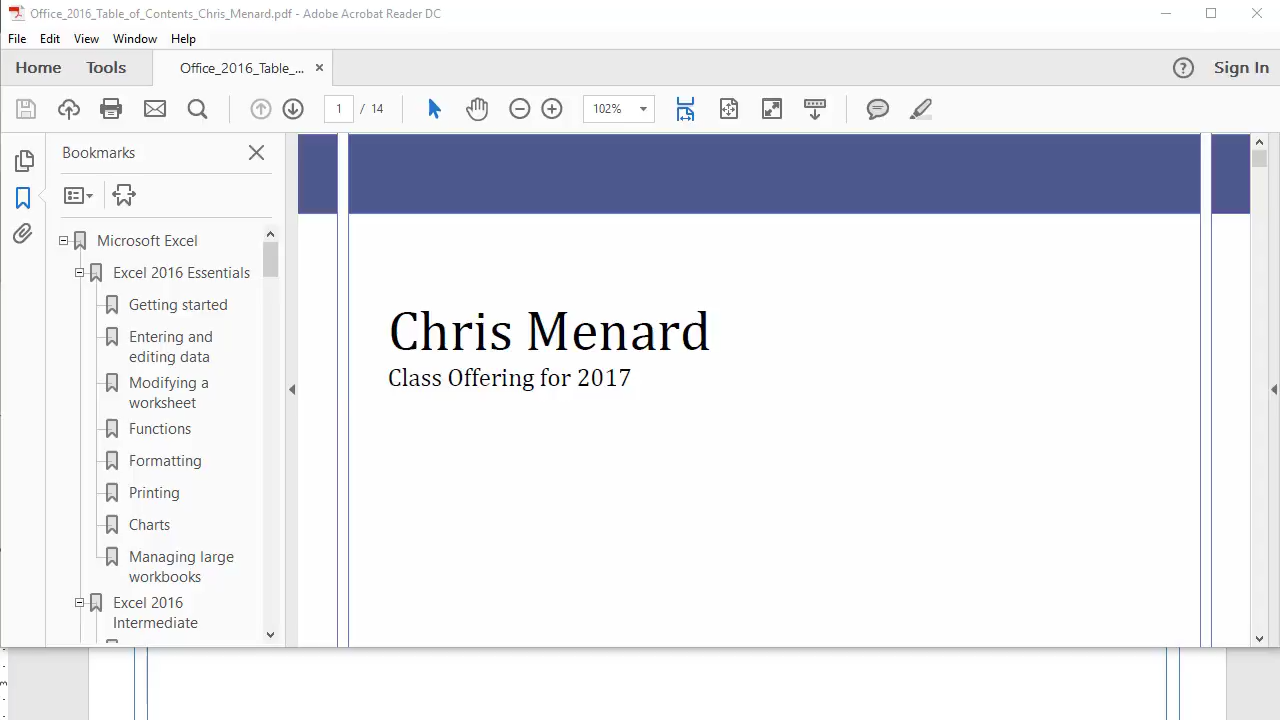 Office_2016_Table_of_Contents_Chris_Menard.pdf - Adobe Acrobat Reader DC
File Edit View Window Help
Home Tools Office_2016_Table_... Sign In
1 / 14 102%
Bookmarks
Microsoft Excel
Excel 2016 Essentials
Getting started
Entering and
editing data
Modifying a
worksheet
Functions
Formatting
Printing
Charts
Managing large
workbooks
Excel 2016
Intermediate
Chris Menard
Class Offering for 2017
3